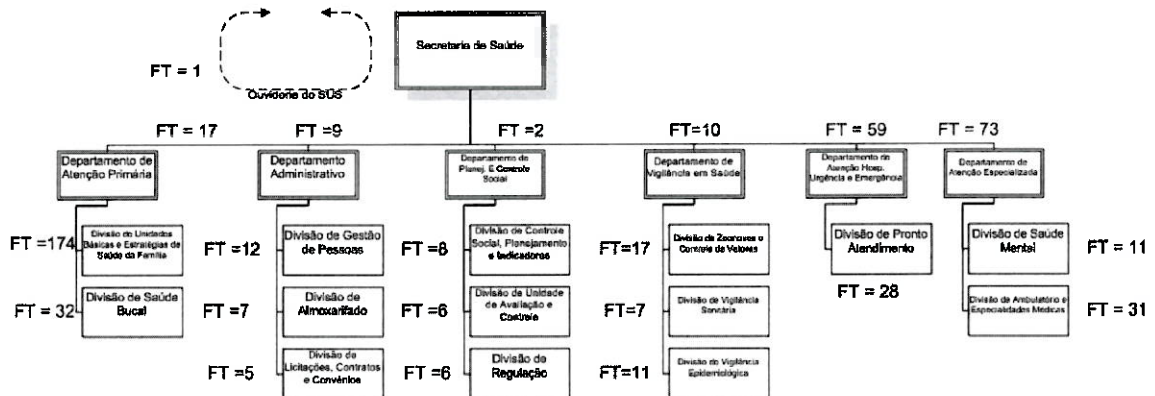 Secretaria de Saúde
FT = 1
Ouvidoria do SUS
FT = 17
FT =9
FT =2
FT=10
FT = 59
FT = 73
Departamento de
Atenção Primária
Departamento
Administrativo
Departamento de
Planej. E Controle
Social
Departamento de
Vigilância em Saúde
Departamento de
Atenção Hosp.
Urgência e Emergência
Departamento de
Atenção Especializada
FT =174
Divisão de Unidades
Básicas e Estratégias de
Saúde da Família
FT =12
Divisão de Gestão
de Pessoas
FT =8
Divisão de Controle
Social, Planejamento
e Indicadores
FT=17
Divisão de Zoonoses e
Controle de Vetores
Divisão de Pronto
Atendimento
FT = 28
Divisão de Saúde
Mental
FT = 11
FT = 32
Divisão de Saúde
Bucal
FT =7
Divisão de
Almoxarifado
FT =6
Divisão de Unidade
de Avaliação e
Controle
FT=7
Divisão de Vigilância
Sanitária
Divisão de Ambulatório e
Especialidades Médicas
FT = 31
FT =5
Divisão de
Licitações, Contratos
e Convênios
FT =6
Divisão de
Regulação
FT=11
Divisão de Vigilância
Epidemiológica